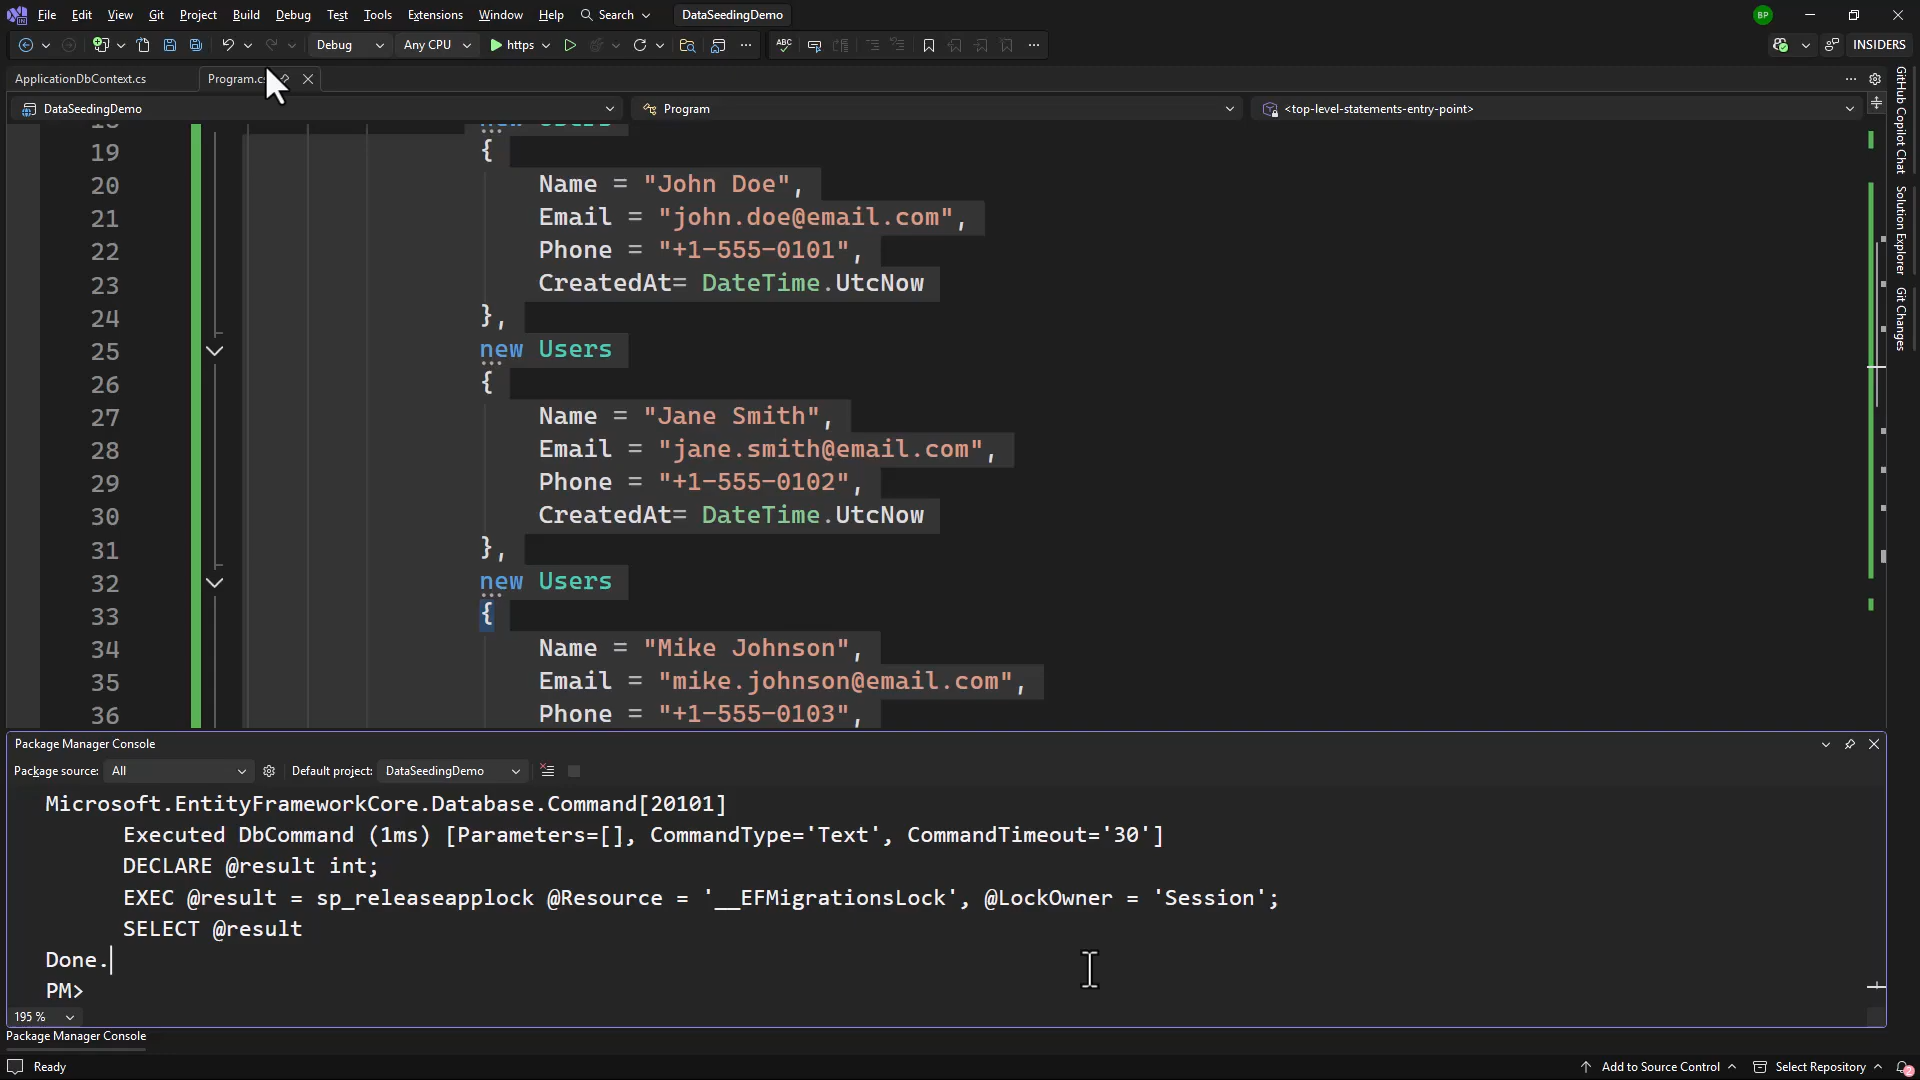 File Edit View Git Project Build Debug Test Tools Extensions Window Help Search DataSeedingDemo BP
Debug Any CPU https INSIDERS
ApplicationDbContext.cs Program.cs
DataSeedingDemo Program <top-level-statements-entry-point>
new Users
19 {
20 Name = "John Doe",
21 Email = "john.doe@email.com",
22 Phone = "+1-555-0101",
23 CreatedAt= DateTime.UtcNow
24 },
25 new Users
26 {
27 Name = "Jane Smith",
28 Email = "jane.smith@email.com",
29 Phone = "+1-555-0102",
30 CreatedAt= DateTime.UtcNow
31 },
32 new Users
33 {
34 Name = "Mike Johnson",
35 Email = "mike.johnson@email.com",
36 Phone = "+1-555-0103",
GitHub Copilot Chat
Solution Explorer
Git Changes
Package Manager Console
Package source: All Default project: DataSeedingDemo
Microsoft.EntityFrameworkCore.Database.Command[20101]
Executed DbCommand (1ms) [Parameters=[], CommandType='Text', CommandTimeout='30']
DECLARE @result int;
EXEC @result = sp_releaseapplock @Resource = '__EFMigrationsLock', @LockOwner = 'Session';
SELECT @result
Done.
PM>
195 %
Package Manager Console
Ready Add to Source Control Select Repository 2